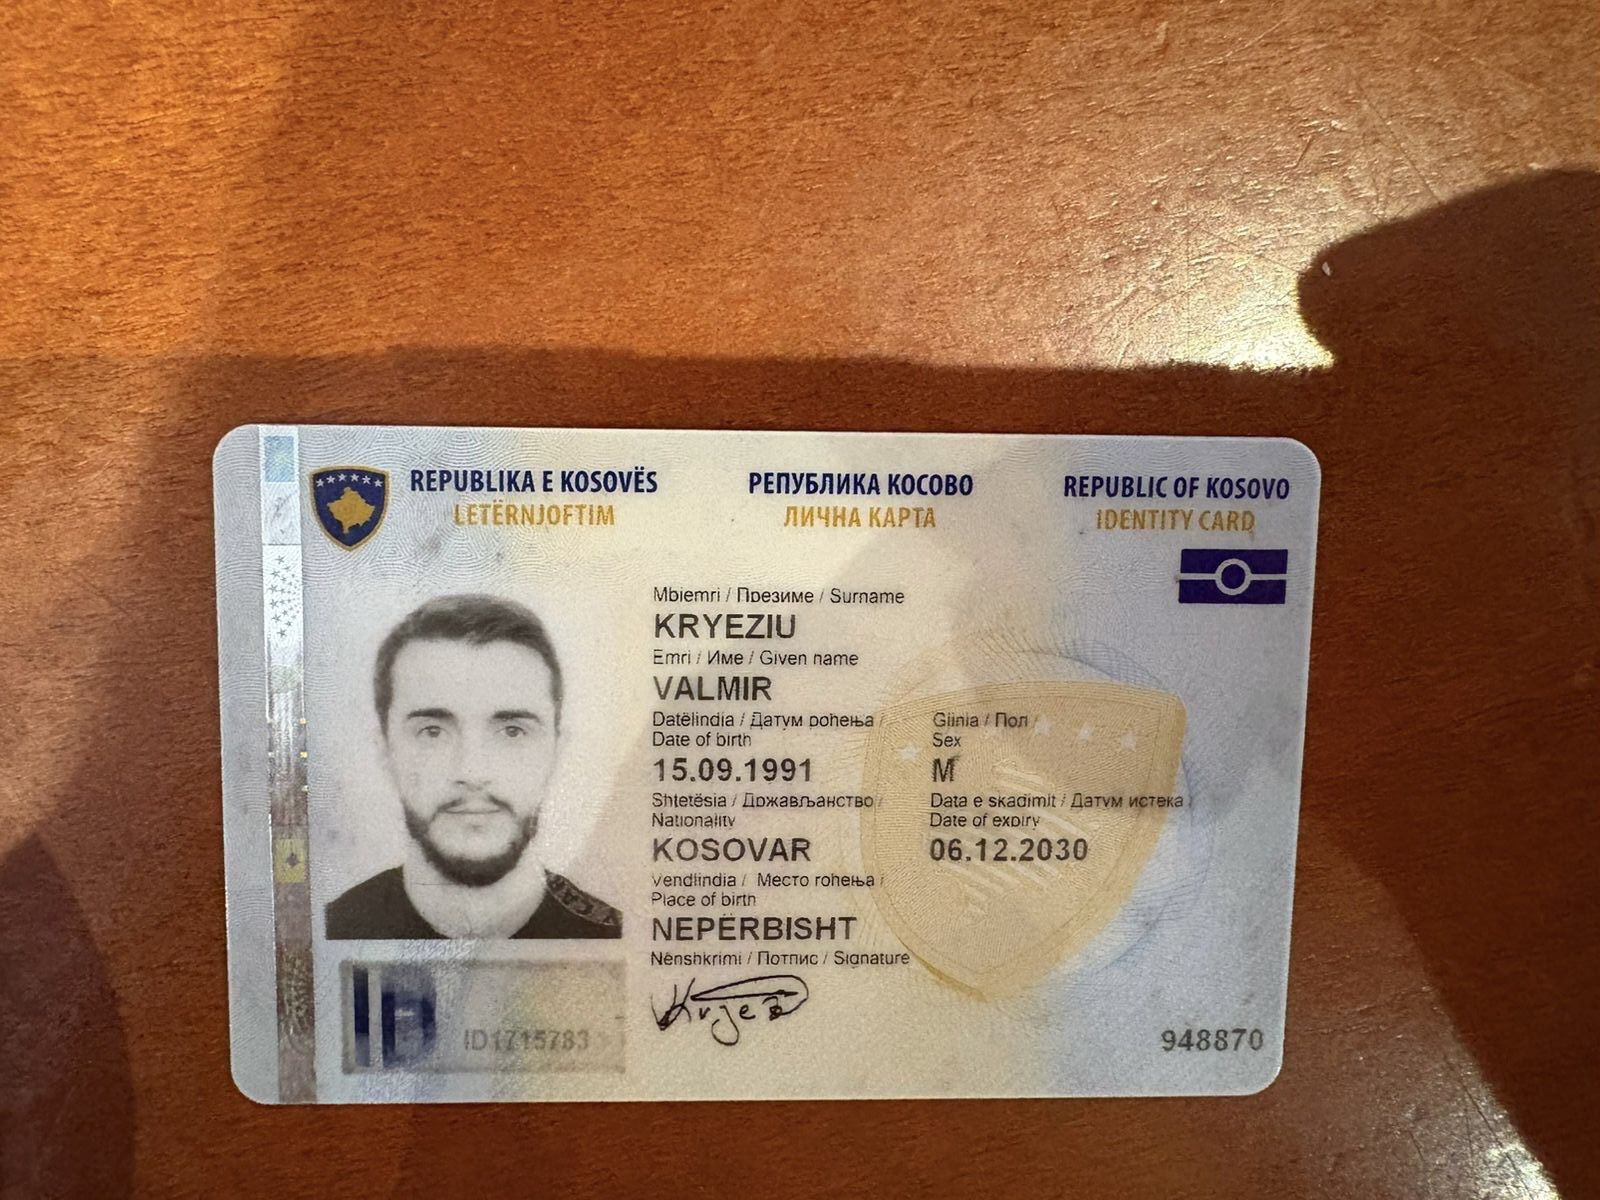 REPUBLIKA E KOSOVËS РЕПУБЛИКА КОСОВО REPUBLIC OF KOSOVO
LETËRNJOFTIM ЛИЧНА КАРТА IDENTITY CARD
Mbiemri / Презиме / Surname
KRYEZIU
Emri / Име / Given name
VALMIR
Datëlindja / Датум рођења / Gjinia / Пол /
Date of birth Sex
15.09.1991 M
Shtetësia / Држављанство / Data e skadimit / Датум истека /
Nationality Date of expiry
KOSOVAR 06.12.2030
Vendlindja / Место рођења /
Place of birth
NEPËRBISHT
Nënshkrimi / Потпис / Signature
ID
ID1715783
948870